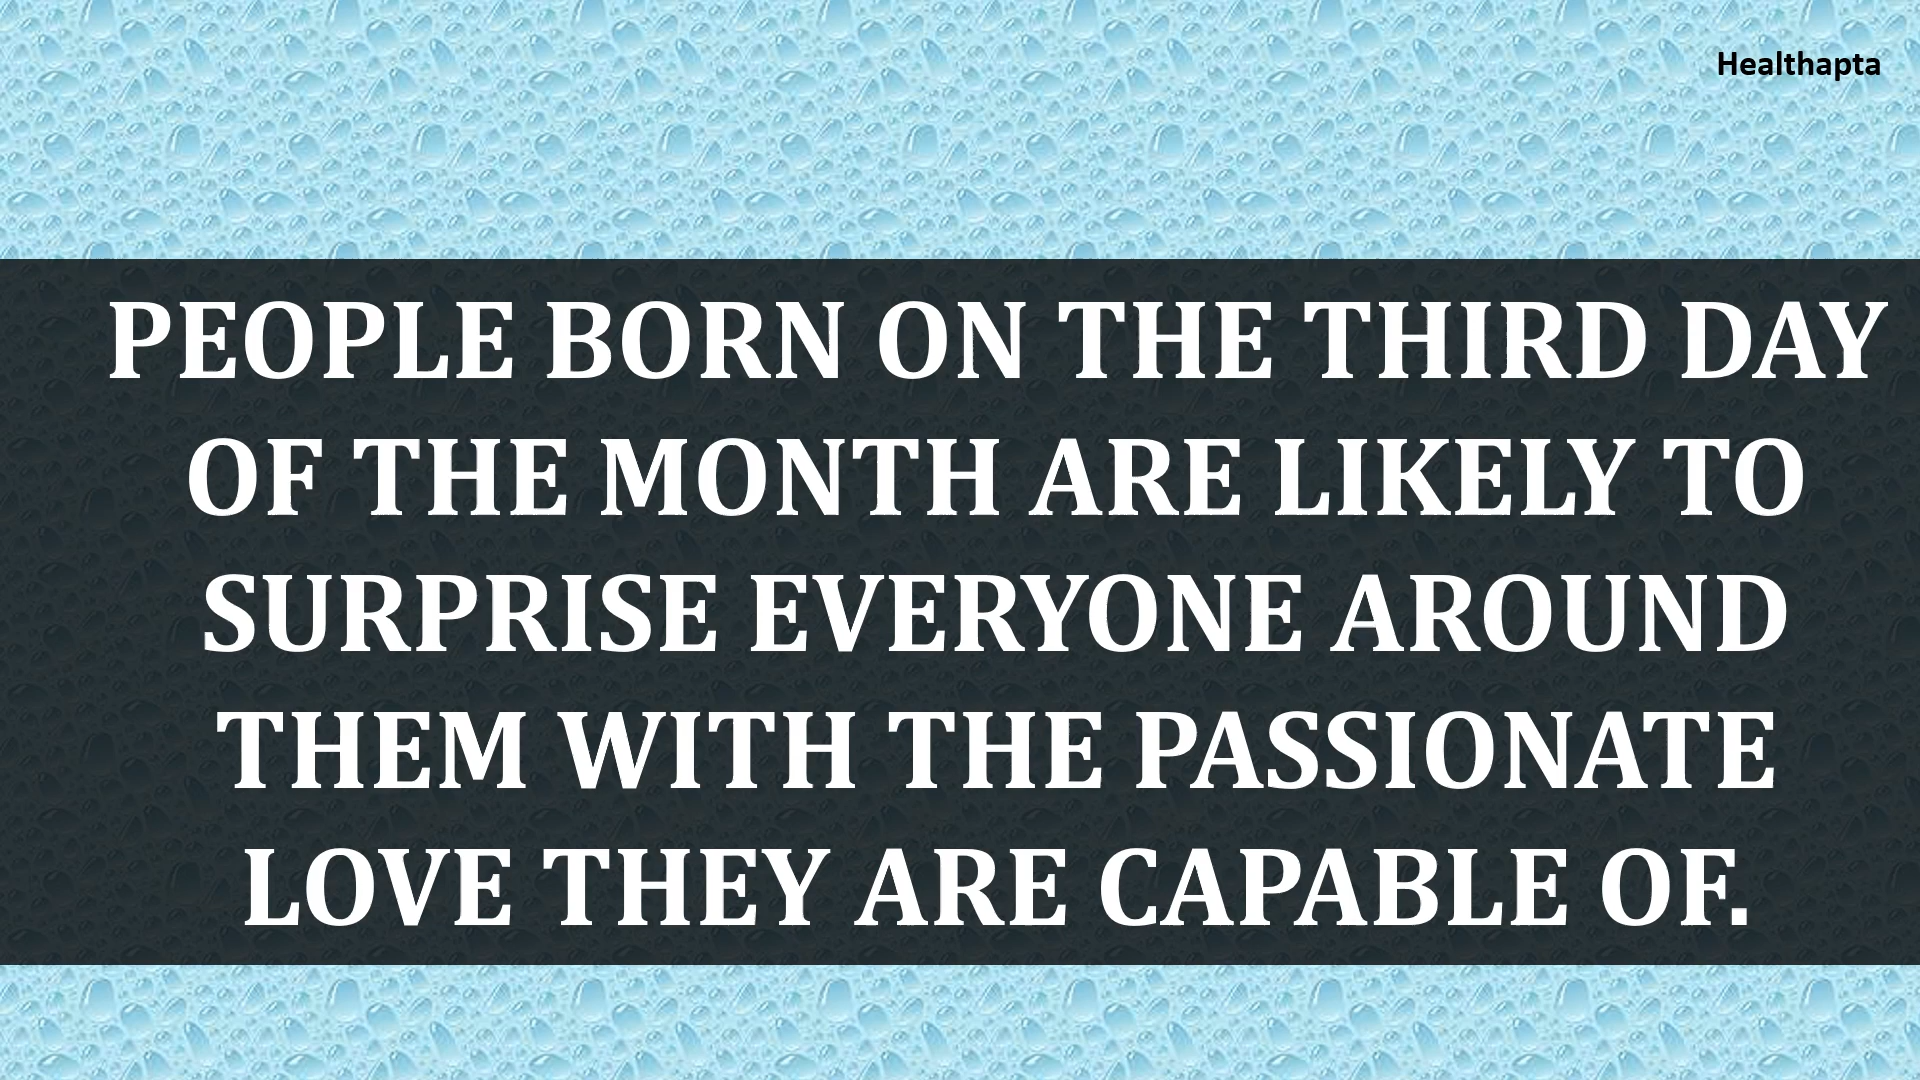 Healthapta
PEOPLE BORN ON THE THIRD DAY
OF THE MONTH ARE LIKELY TO
SURPRISE EVERYONE AROUND
THEM WITH THE PASSIONATE
LOVE THEY ARE CAPABLE OF.